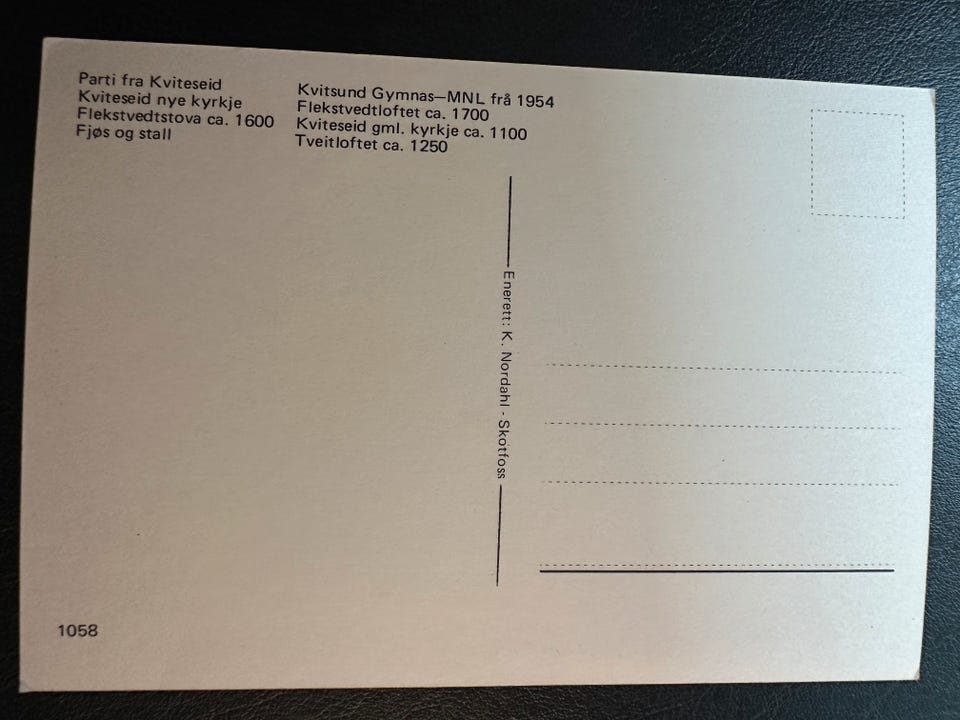 Parti fra Kviteseid
Kviteseid nye kyrkje
Flekstvedtstova ca. 1600
Fjøs og stall
Kvitsund Gymnas—MNL frå 1954
Flekstvedtloftet ca. 1700
Kviteseid gml. kyrkje ca. 1100
Tveitloftet ca. 1250
Enerett: K. Nordahl - Skotfoss
1058